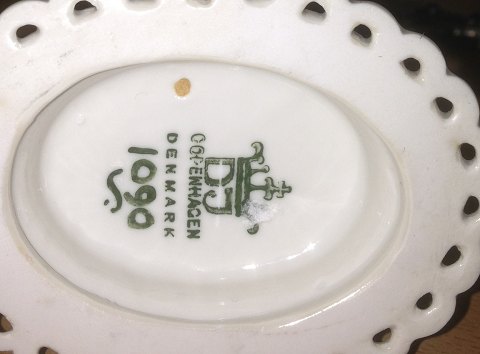 DJ
COPENHAGEN
DENMARK
1090